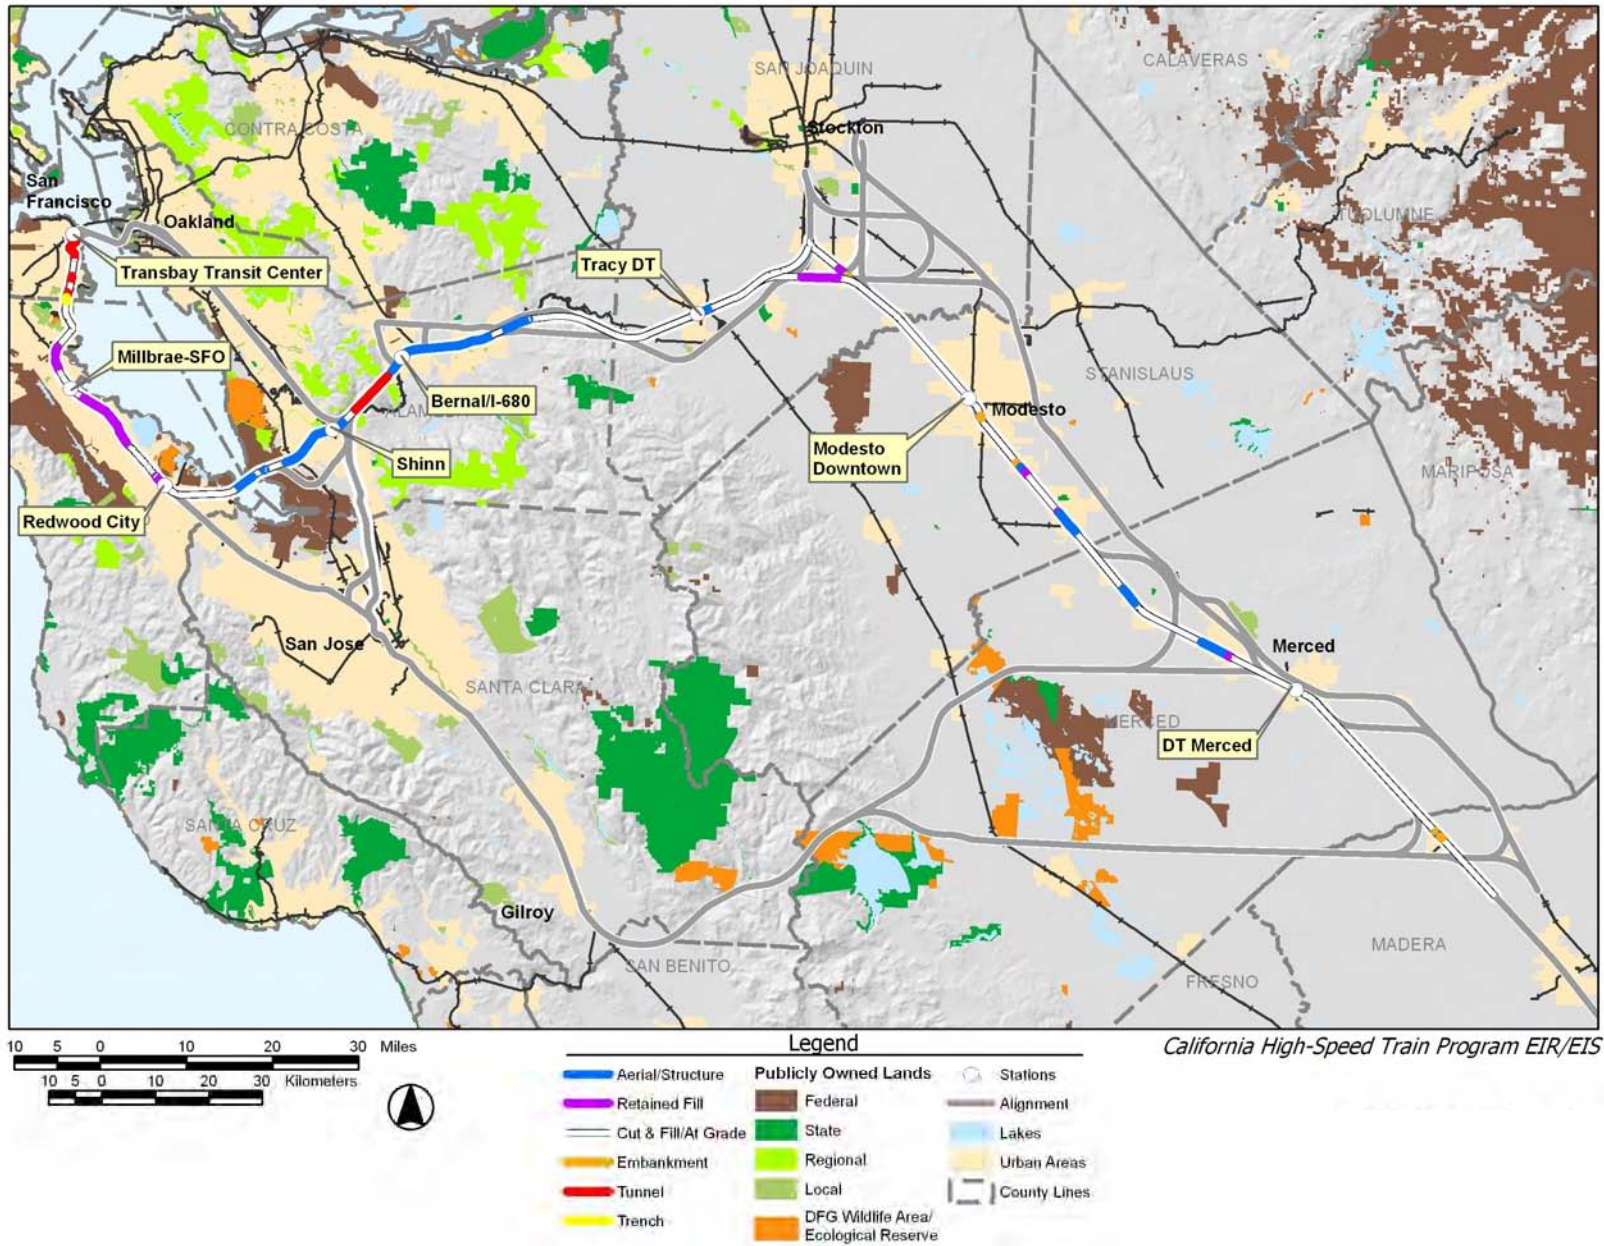 CALAVERAS
SAN JOAQUIN
CONTRA COSTA
Stockton
San
Francisco
Oakland
TUOLUMNE
Transbay Transit Center
Tracy DT
Millbrae-SFO
STANISLAUS
Bernal/I-680
ALAMEDA
Modesto
Modesto
Downtown
Shinn
MARIPOSA
Redwood City
San Jose
Merced
SANTA CLARA
MERCED
DT Merced
SANTA CRUZ
Gilroy
MADERA
SAN BENITO
FRESNO
10 5 0 10 20 30 Miles
10 5 0 10 20 30 Kilometers
Legend
California High-Speed Train Program EIR/EIS
Aerial/Structure
Retained Fill
Cut & Fill/At Grade
Embankment
Tunnel
Trench
Publicly Owned Lands
Federal
State
Regional
Local
DFG Wildlife Area/
Ecological Reserve
Stations
Alignment
Lakes
Urban Areas
County Lines